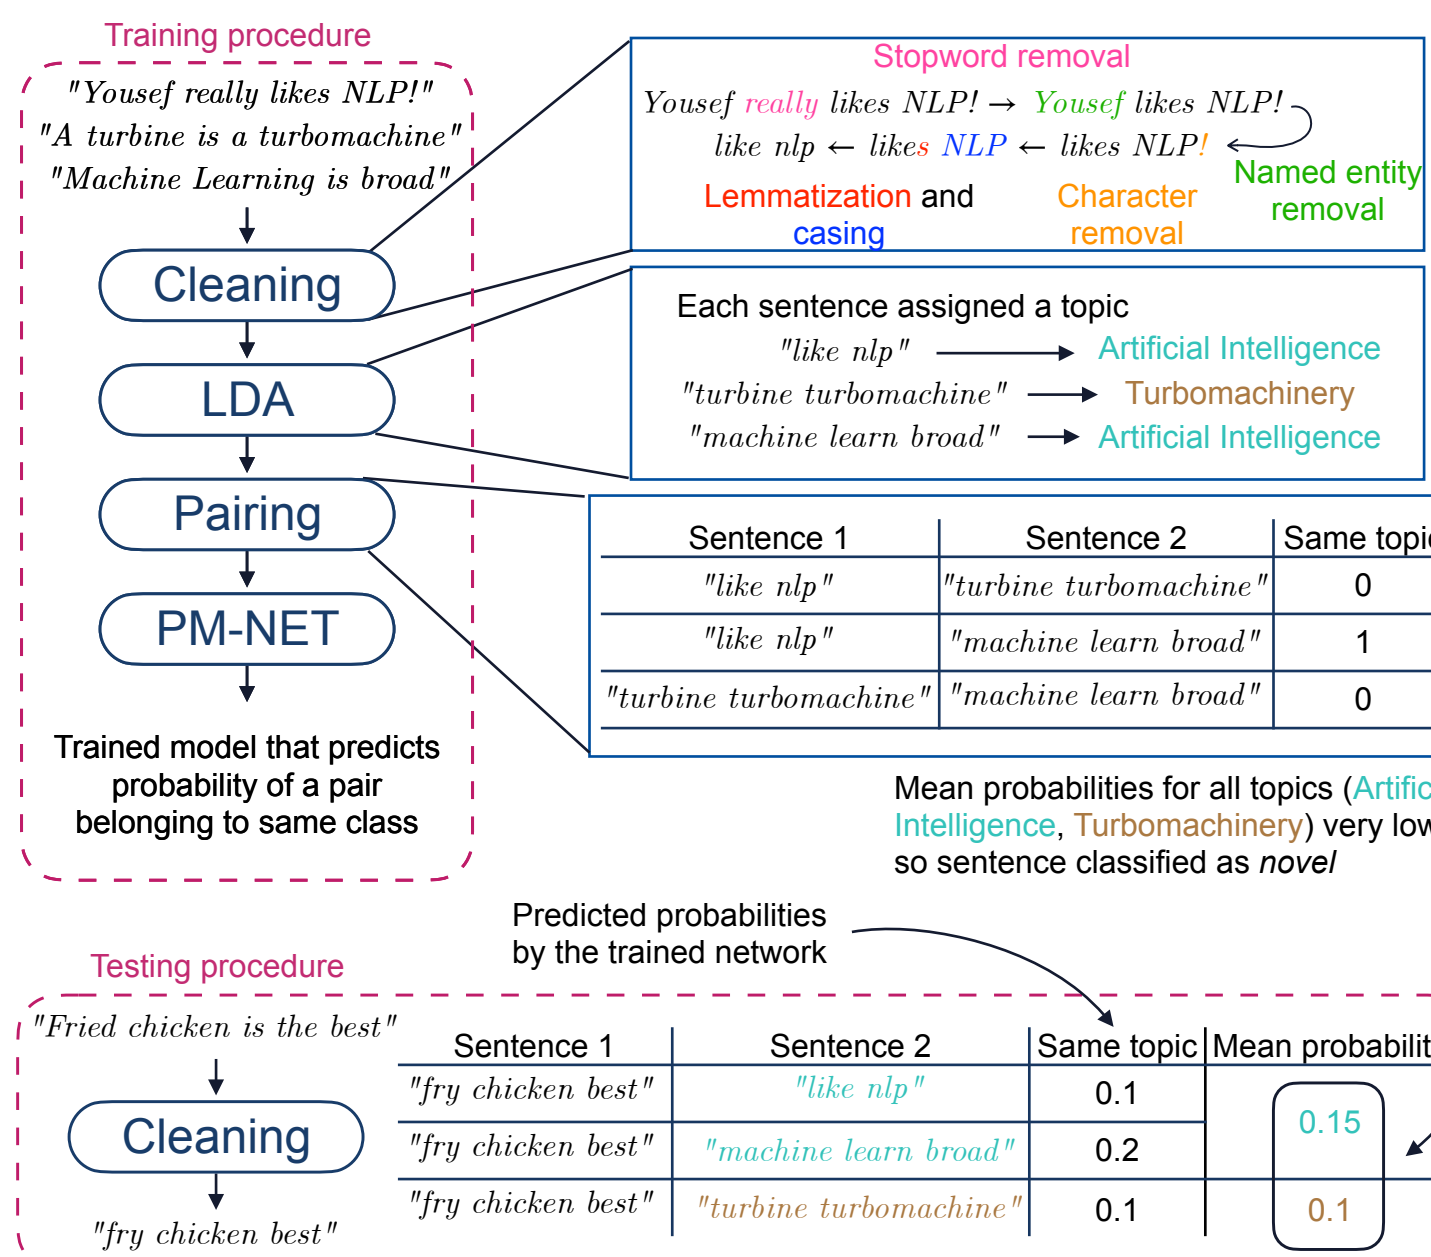 Training procedure
"Yousef really likes NLP!"
"A turbine is a turbomachine"
"Machine Learning is broad"
Cleaning
LDA
Pairing
PM-NET
Trained model that predicts
probability of a pair
belonging to same class
Stopword removal
Yousef really likes NLP! → Yousef likes NLP!
like nlp ← likes NLP ← likes NLP!
Named entity
removal
Lemmatization and
casing
Character
removal
Each sentence assigned a topic
"like nlp" → Artificial Intelligence
"turbine turbomachine" → Turbomachinery
"machine learn broad" → Artificial Intelligence
Sentence 1 Sentence 2 Same topic
"like nlp" "turbine turbomachine" 0
"like nlp" "machine learn broad" 1
"turbine turbomachine" "machine learn broad" 0
Mean probabilities for all topics (Artific
Intelligence, Turbomachinery) very low
so sentence classified as novel
Predicted probabilities
by the trained network
Testing procedure
"Fried chicken is the best"
Cleaning
"fry chicken best"
Sentence 1 Sentence 2 Same topic Mean probabilit
"fry chicken best" "like nlp" 0.1
0.15
"fry chicken best" "machine learn broad" 0.2
"fry chicken best" "turbine turbomachine" 0.1 0.1